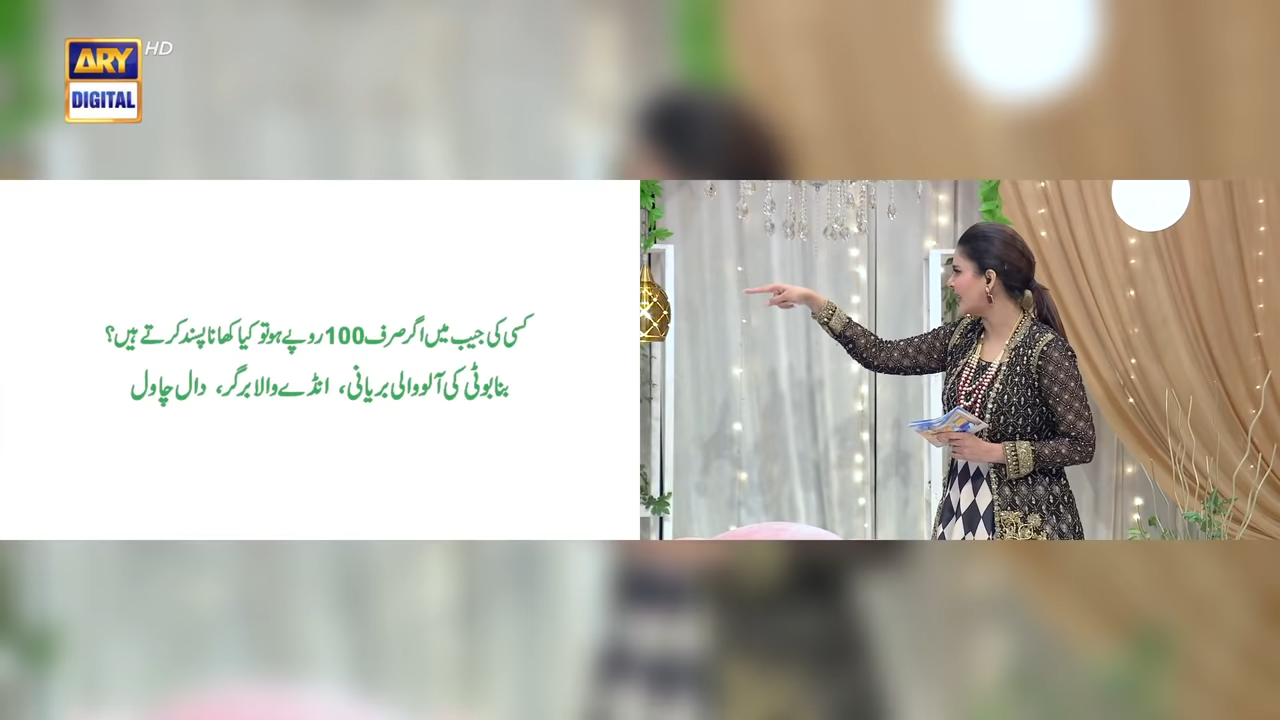 ARY HD
DIGITAL
کسی کی جیب میں اگر صرف 100 روپے ہو تو کیا کھانا پسند کرتے ہیں؟
بنا بوٹی کی آلو والی بریانی، انڈے والا برگر، دال چاول